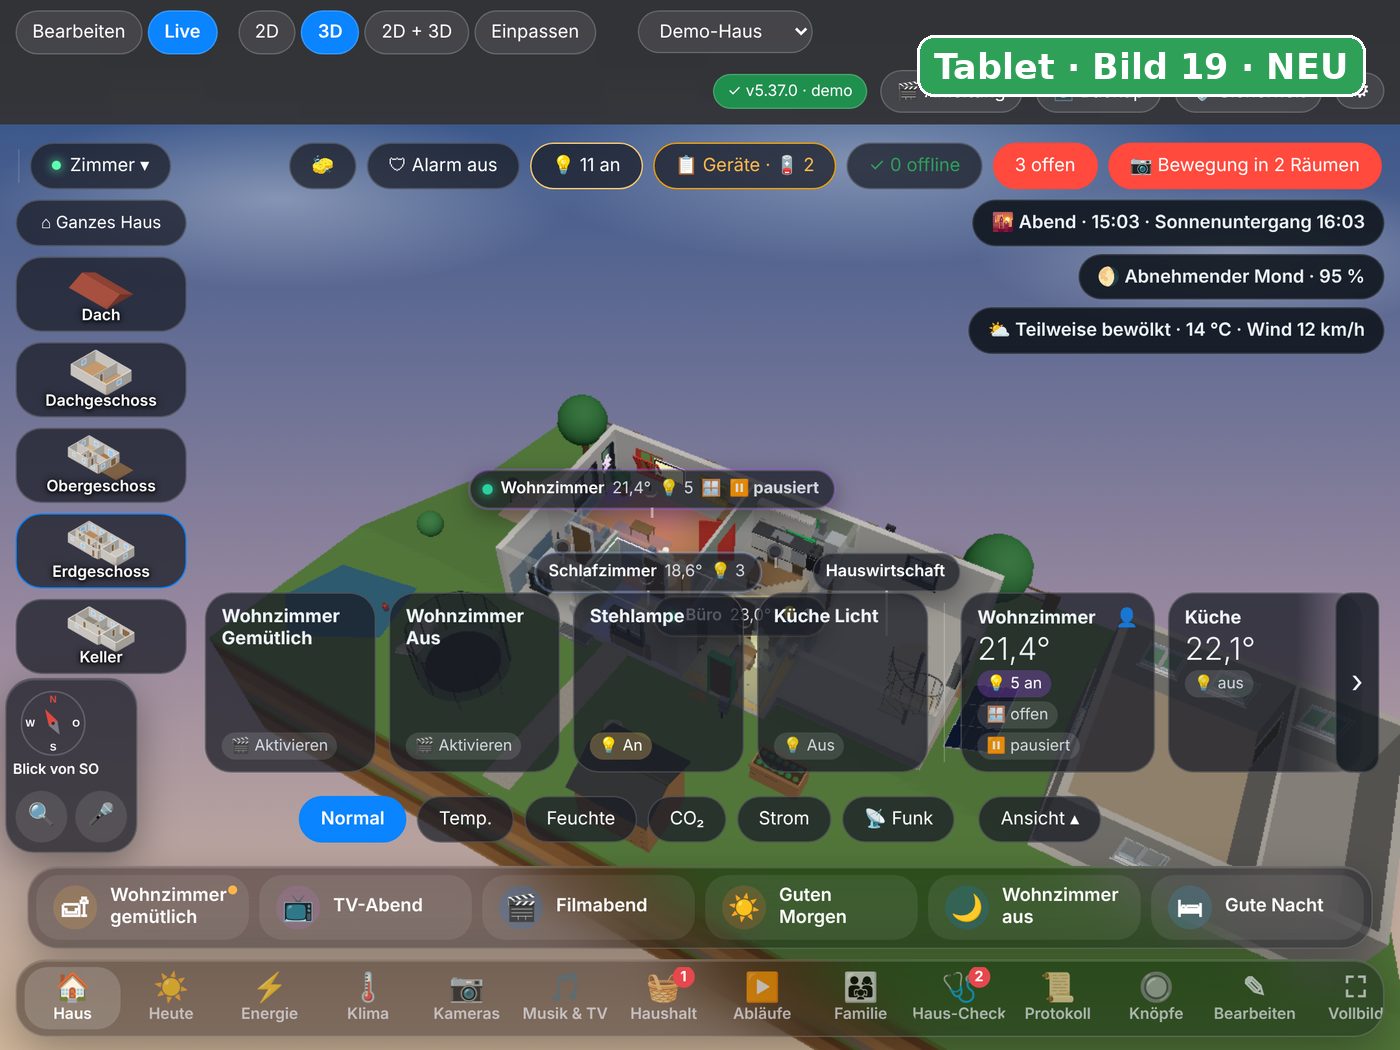 Bearbeiten Live 2D 3D 2D + 3D Einpassen Demo-Haus
Tablet · Bild 19 · NEU
✓ v5.37.0 · demo
Zimmer ▾ Alarm aus 11 an Geräte · 2 ✓ 0 offline 3 offen Bewegung in 2 Räumen
⌂ Ganzes Haus
Abend · 15:03 · Sonnenuntergang 16:03
Abnehmender Mond · 95 %
Teilweise bewölkt · 14 °C · Wind 12 km/h
Dach
Dachgeschoss
Obergeschoss
Erdgeschoss
Keller
Wohnzimmer 21,4° 5 pausiert
Schlafzimmer 18,6° 3
Hauswirtschaft
Büro 23,0°
Wohnzimmer
Gemütlich
Aktivieren
Wohnzimmer
Aus
Aktivieren
Stehlampe
An
Küche Licht
Aus
Wohnzimmer
21,4°
5 an
offen
pausiert
Küche
22,1°
aus
›
N
W O
S
Blick von SO
Normal Temp. Feuchte CO₂ Strom Funk Ansicht ▴
Wohnzimmer
gemütlich
TV-Abend
Filmabend
Guten
Morgen
Wohnzimmer
aus
Gute Nacht
1 2
Haus Heute Energie Klima Kameras Musik & TV Haushalt Abläufe Familie Haus-Check Protokoll Knöpfe Bearbeiten Vollbild